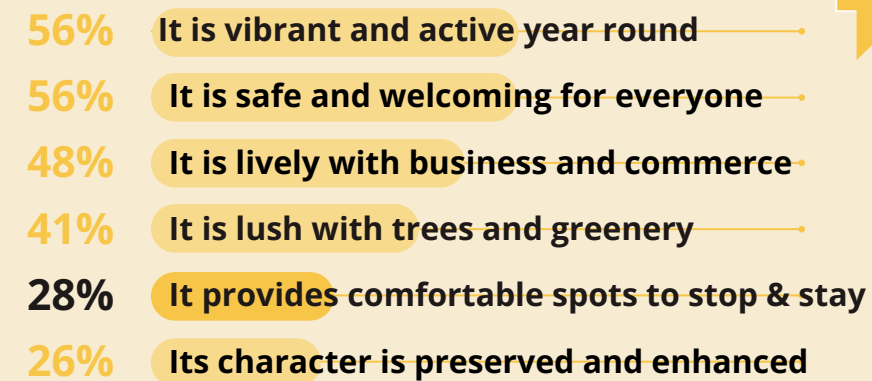 56% It is vibrant and active year round
56% It is safe and welcoming for everyone
48% It is lively with business and commerce
41% It is lush with trees and greenery
28% It provides comfortable spots to stop & stay
26% Its character is preserved and enhanced